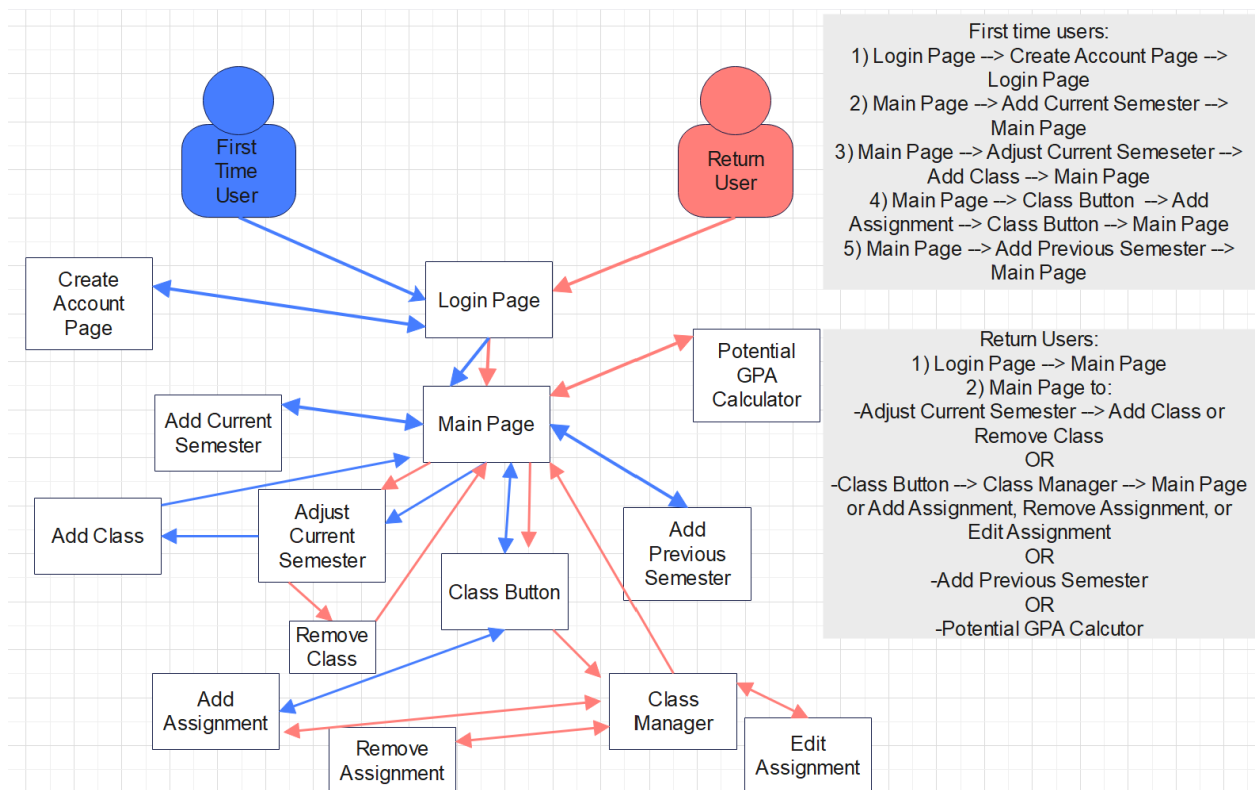 First time users:
1) Login Page --> Create Account Page -->
Login Page
2) Main Page --> Add Current Semester -->
Main Page
3) Main Page --> Adjust Current Semeseter -->
Add Class --> Main Page
4) Main Page --> Class Button --> Add
Assignment --> Class Button --> Main Page
5) Main Page --> Add Previous Semester -->
Main Page
First
Time
User
Return
User
Create
Account
Page
Login Page
Potential
GPA
Calculator
Add Current
Semester
Main Page
Add Class
Adjust
Current
Semester
Class Button
Add
Previous
Semester
Remove
Class
Add
Assignment
Class
Manager
Remove
Assignment
Edit
Assignment
Return Users:
1) Login Page --> Main Page
2) Main Page to:
-Adjust Current Semester --> Add Class or
Remove Class
OR
-Class Button --> Class Manager --> Main Page
or Add Assignment, Remove Assignment, or
Edit Assignment
OR
-Add Previous Semester
OR
-Potential GPA Calcutor